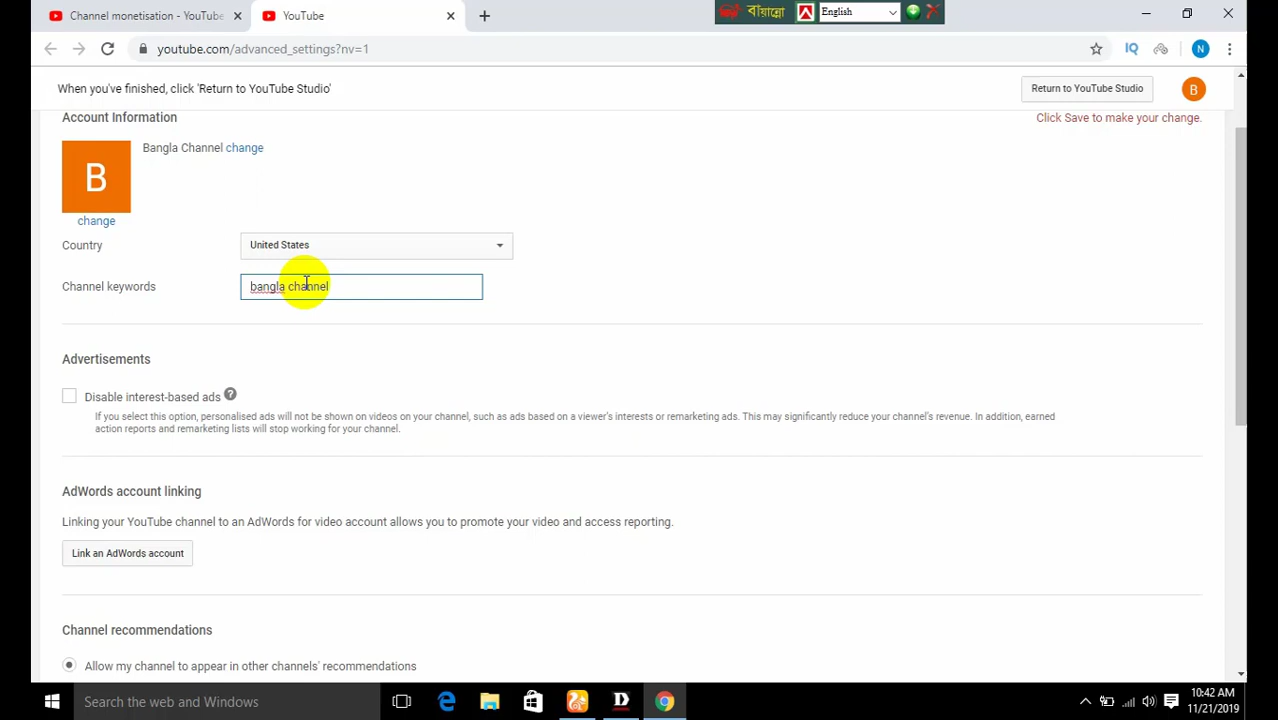 Channel monetisation - YouTube
YouTube
বায়ান্নো
English
youtube.com/advanced_settings?nv=1
IQ
N
When you've finished, click 'Return to YouTube Studio'
Return to YouTube Studio
B
Account Information
Click Save to make your change.
B
Bangla Channel change
change
Country
United States
Channel keywords
bangla channel
Advertisements
Disable interest-based ads
If you select this option, personalised ads will not be shown on videos on your channel, such as ads based on a viewer's interests or remarketing ads. This may significantly reduce your channel's revenue. In addition, earned
action reports and remarketing lists will stop working for your channel.
AdWords account linking
Linking your YouTube channel to an AdWords for video account allows you to promote your video and access reporting.
Link an AdWords account
Channel recommendations
Allow my channel to appear in other channels' recommendations
Search the web and Windows
D
10:42 AM
11/21/2019